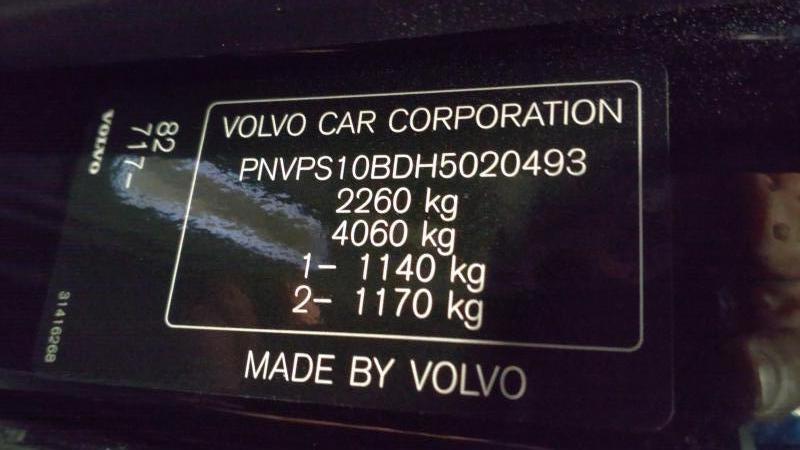 VOLVO CAR CORPORATION
PNVPS10BDH5020493
2260 kg
4060 kg
1- 1140 kg
2- 1170 kg
MADE BY VOLVO
82
717-
VOLVO
31416268